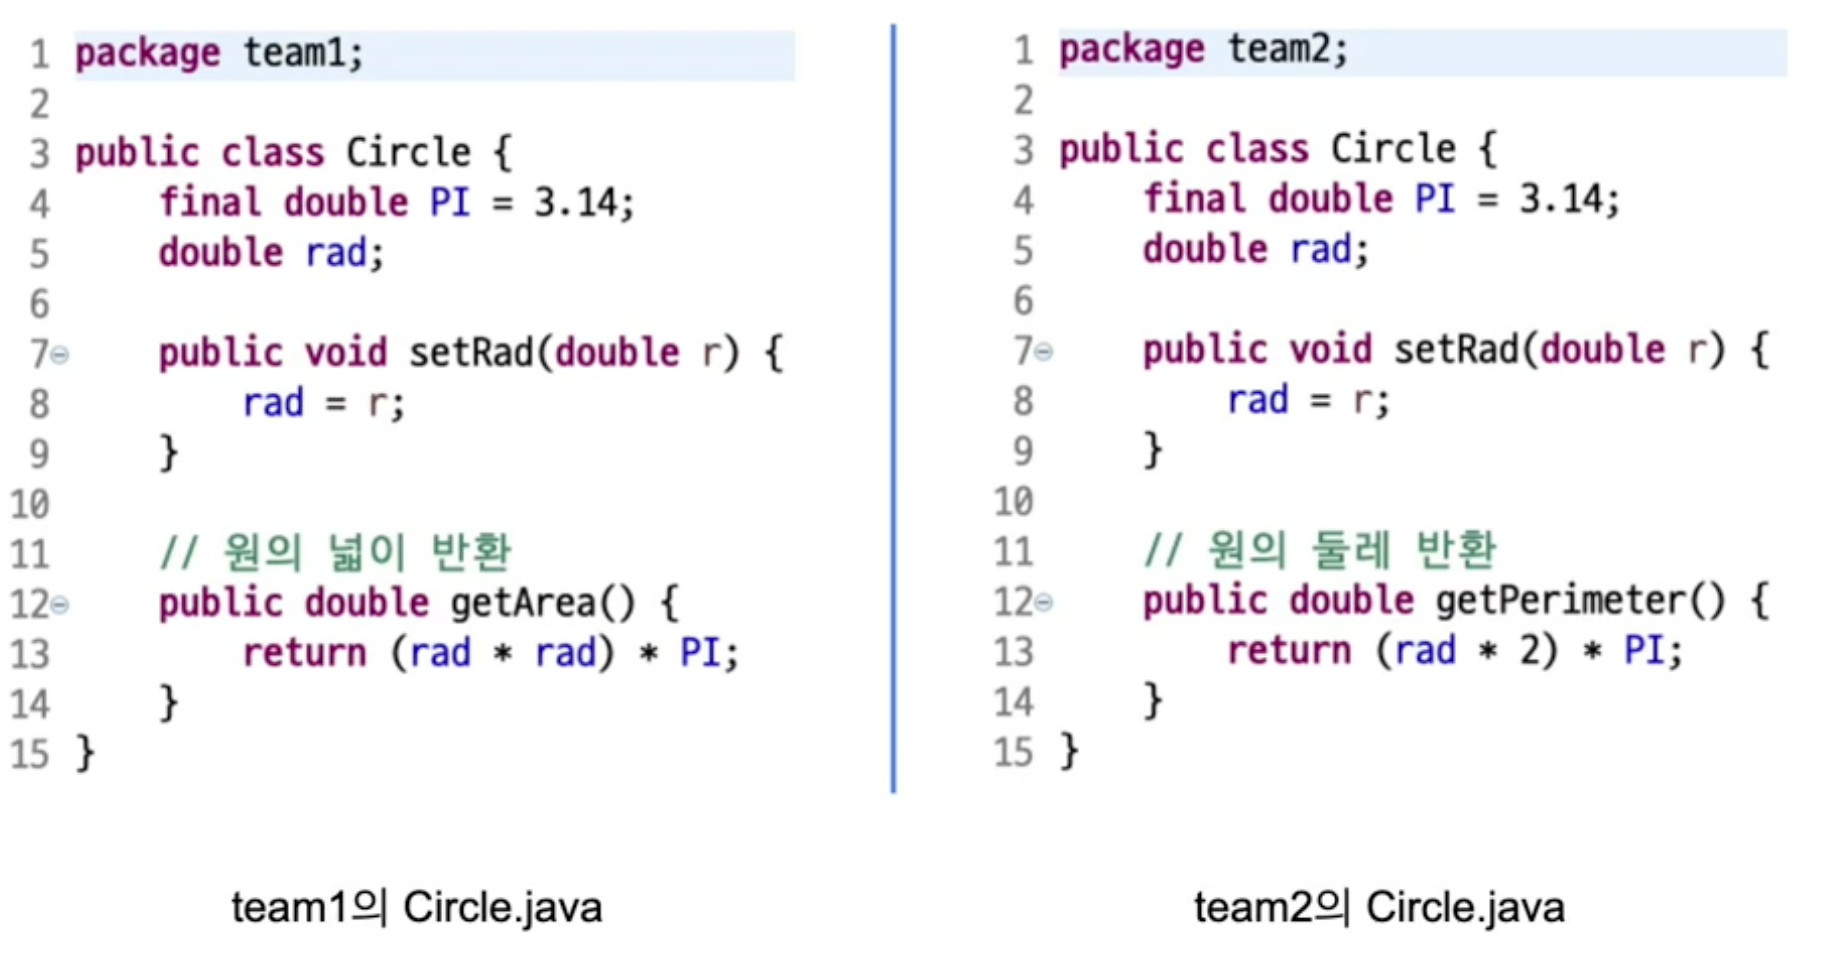 1 package team1;
2
3 public class Circle {
4     final double PI = 3.14;
5     double rad;
6
7     public void setRad(double r) {
8         rad = r;
9     }
10
11     // 원의 넓이 반환
12     public double getArea() {
13         return (rad * rad) * PI;
14     }
15 }
team1의 Circle.java
1 package team2;
2
3 public class Circle {
4     final double PI = 3.14;
5     double rad;
6
7     public void setRad(double r) {
8         rad = r;
9     }
10
11     // 원의 둘레 반환
12     public double getPerimeter() {
13         return (rad * 2) * PI;
14     }
15 }
team2의 Circle.java